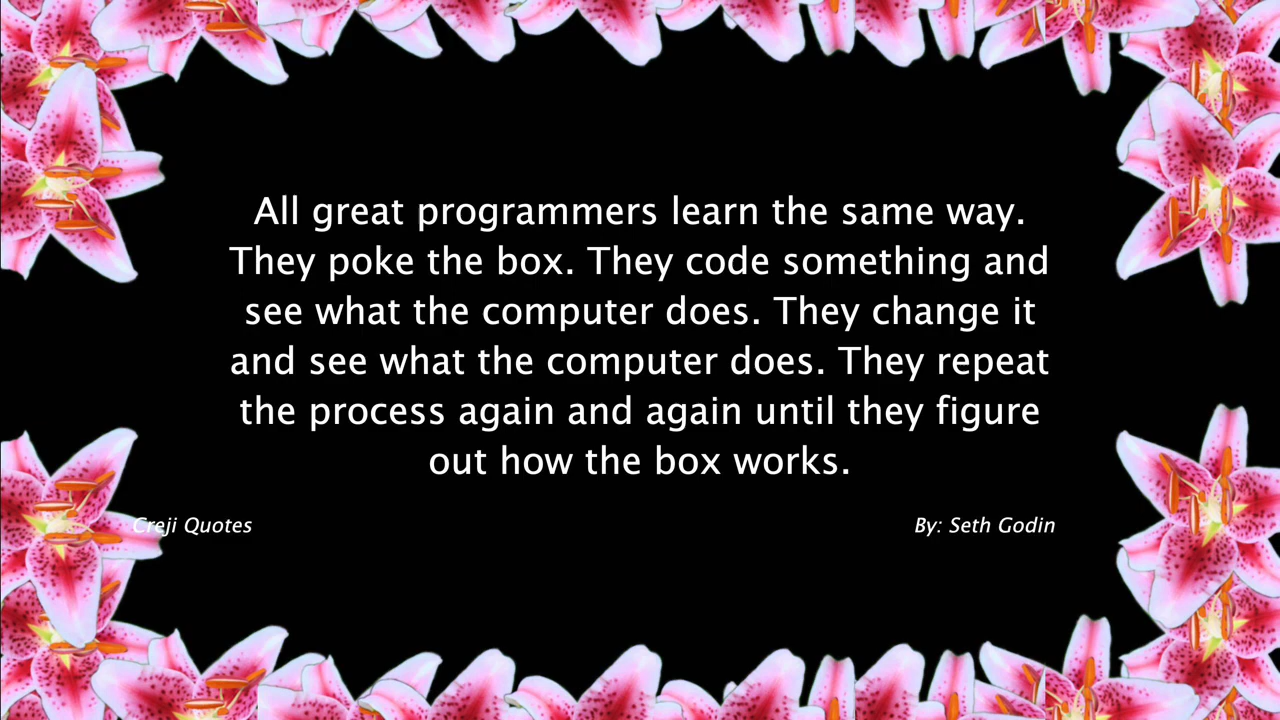 All great programmers learn the same way.
They poke the box. They code something and
see what the computer does. They change it
and see what the computer does. They repeat
the process again and again until they figure
out how the box works.
Creji Quotes
By: Seth Godin